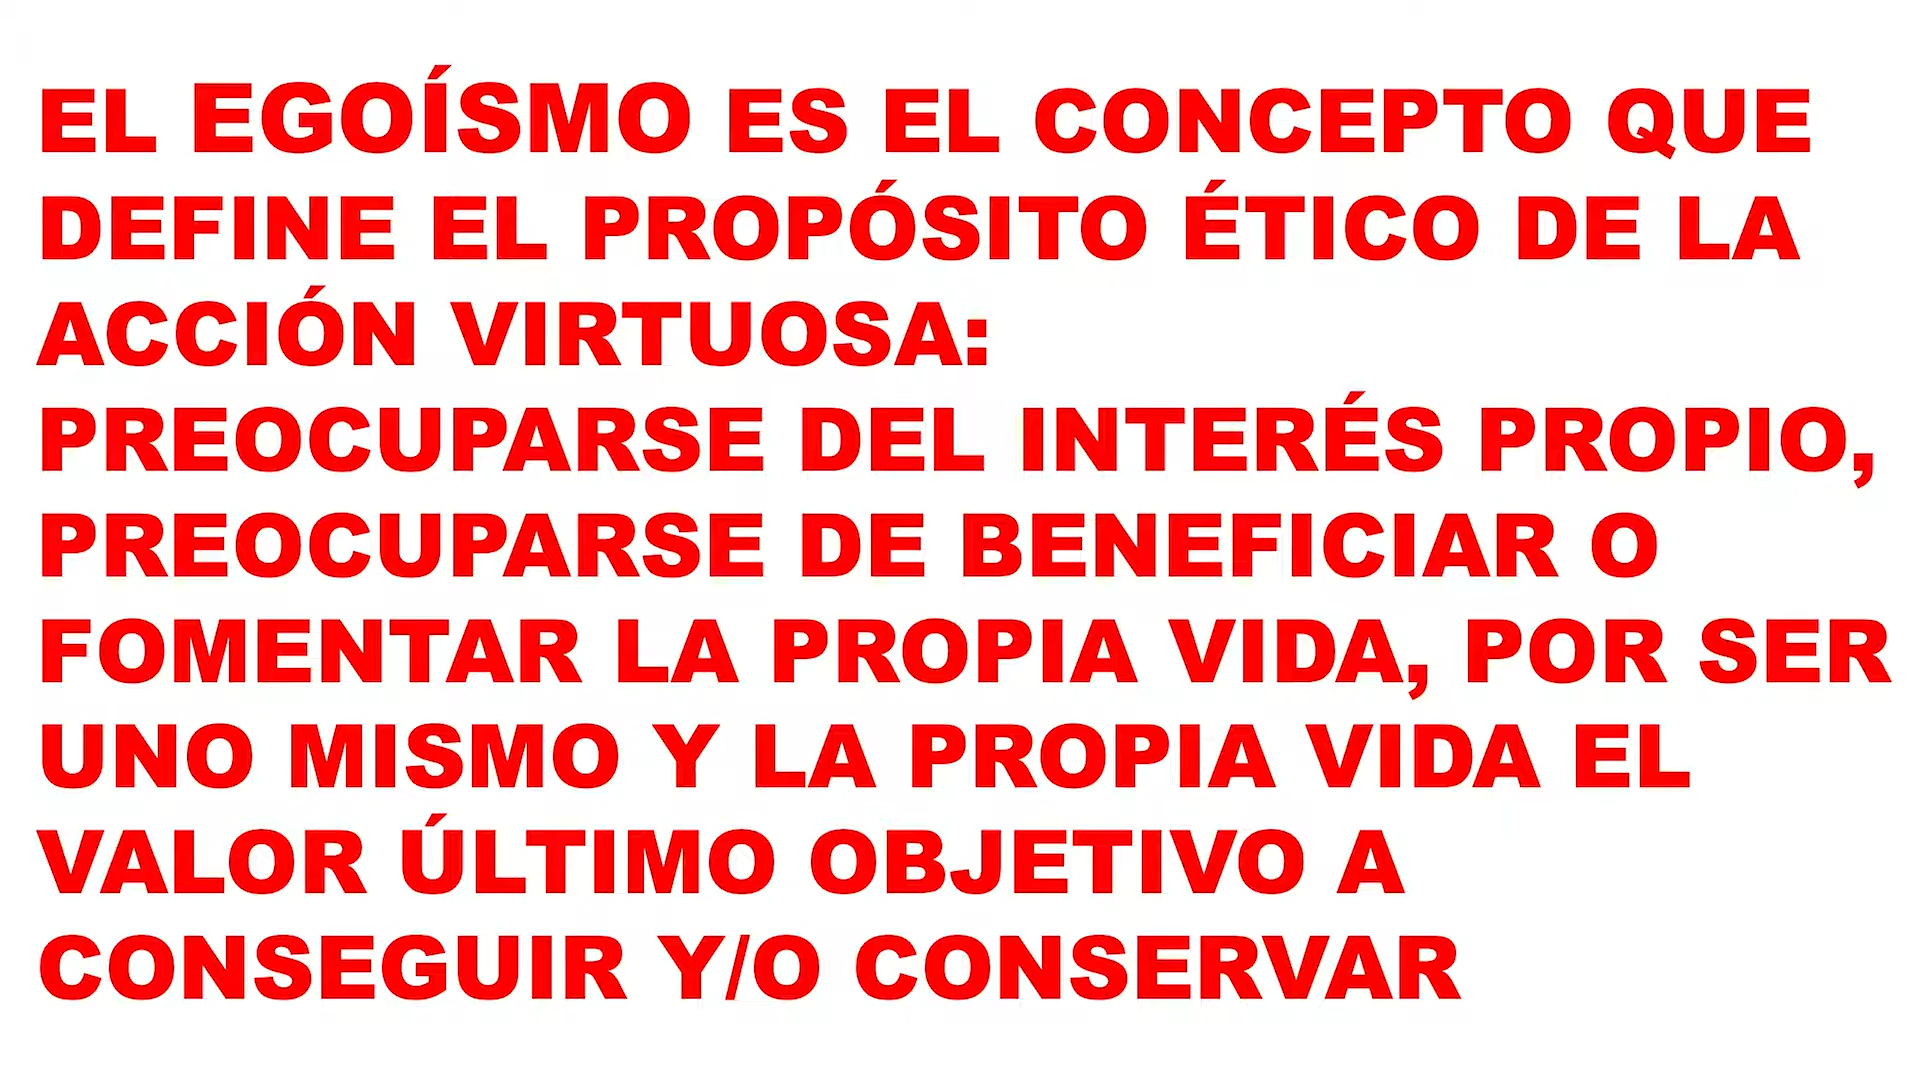 EL EGOÍSMO ES EL CONCEPTO QUE
DEFINE EL PROPÓSITO ÉTICO DE LA
ACCIÓN VIRTUOSA:
PREOCUPARSE DEL INTERÉS PROPIO,
PREOCUPARSE DE BENEFICIAR O
FOMENTAR LA PROPIA VIDA, POR SER
UNO MISMO Y LA PROPIA VIDA EL
VALOR ÚLTIMO OBJETIVO A
CONSEGUIR Y/O CONSERVAR